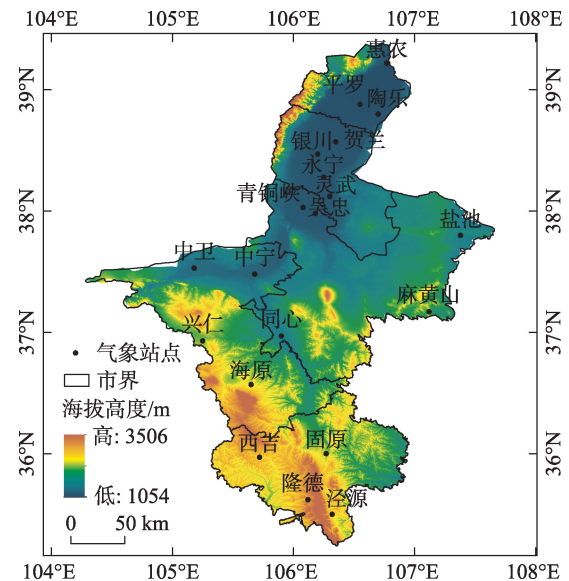 104°E 105°E 106°E 107°E 108°E
惠农
39°N 39°N
平罗
陶乐
银川 贺兰
永宁
灵武
青铜峡
吴忠
38°N 38°N
盐池
中卫 中宁
麻黄山
37°N 37°N
兴仁 同心
气象站点
市界
海原
海拔高度/m
高: 3506
西吉 固原
36°N 36°N
低: 1054
隆德 泾源
0 50 km
104°E 105°E 106°E 107°E 108°E